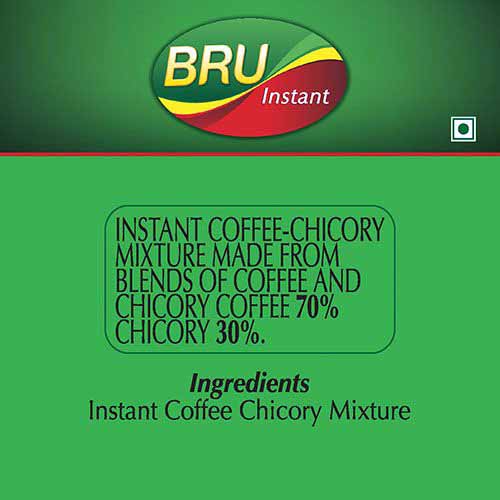 BRU
Instant
INSTANT COFFEE-CHICORY
MIXTURE MADE FROM
BLENDS OF COFFEE AND
CHICORY COFFEE 70%
CHICORY 30%.
Ingredients
Instant Coffee Chicory Mixture